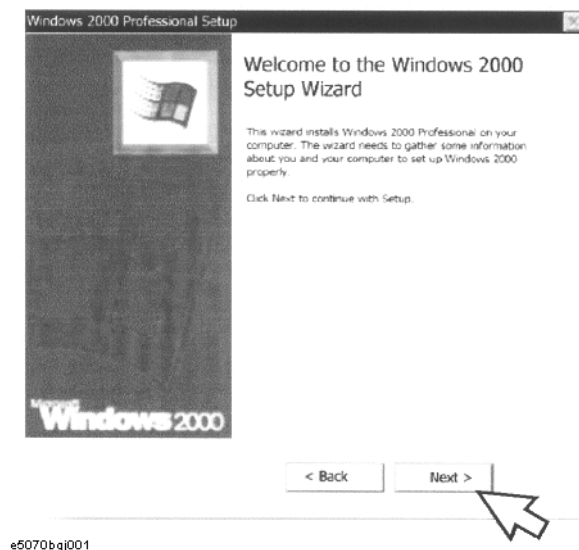 Windows 2000 Professional Setup
Welcome to the Windows 2000
Setup Wizard
This wizard installs Windows 2000 Professional on your
computer. The wizard needs to gather some information
about you and your computer to set up Windows 2000
properly.
Click Next to continue with Setup.
Microsoft
Windows 2000
< Back
Next >
e5070bqj001